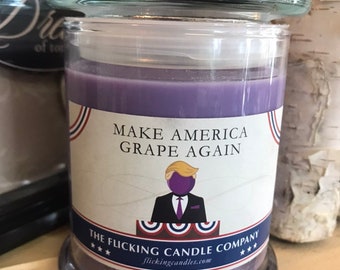 MAKE AMERICA
GRAPE AGAIN
THE FLICKING CANDLE COMPANY
flickingcandles.com